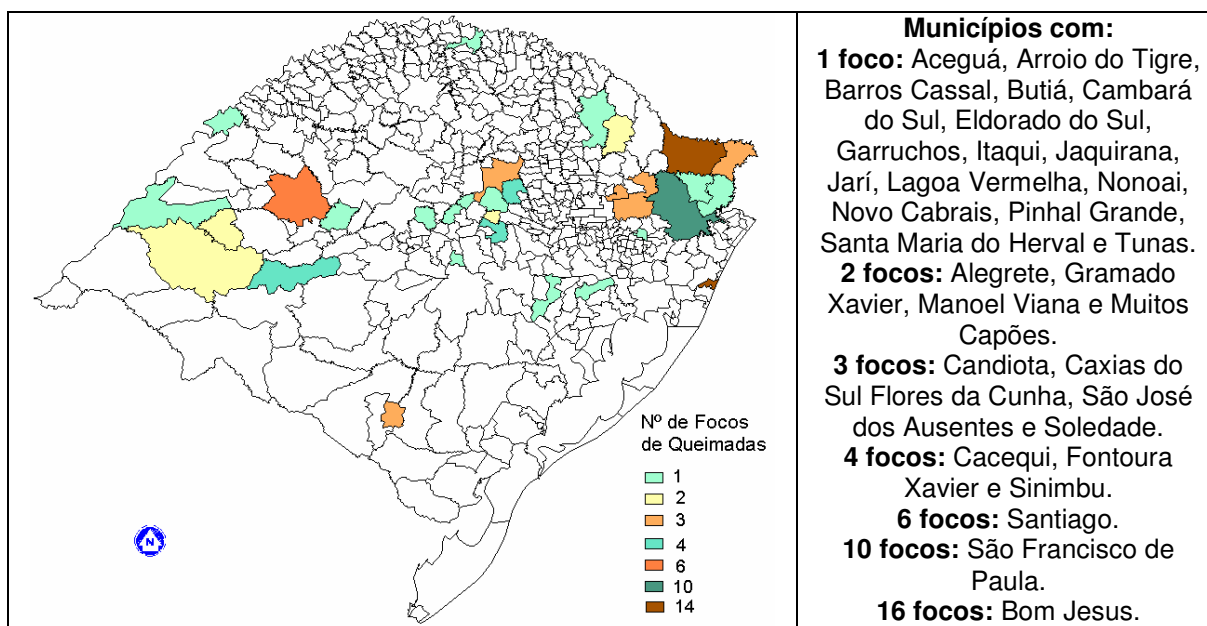 Nº de Focos
de Queimadas
1
2
3
4
6
10
14
N
Municípios com:
1 foco: Aceguá, Arroio do Tigre,
Barros Cassal, Butiá, Cambará
do Sul, Eldorado do Sul,
Garruchos, Itaqui, Jaquirana,
Jarí, Lagoa Vermelha, Nonoai,
Novo Cabrais, Pinhal Grande,
Santa Maria do Herval e Tunas.
2 focos: Alegrete, Gramado
Xavier, Manoel Viana e Muitos
Capões.
3 focos: Candiota, Caxias do
Sul Flores da Cunha, São José
dos Ausentes e Soledade.
4 focos: Cacequi, Fontoura
Xavier e Sinimbu.
6 focos: Santiago.
10 focos: São Francisco de
Paula.
16 focos: Bom Jesus.